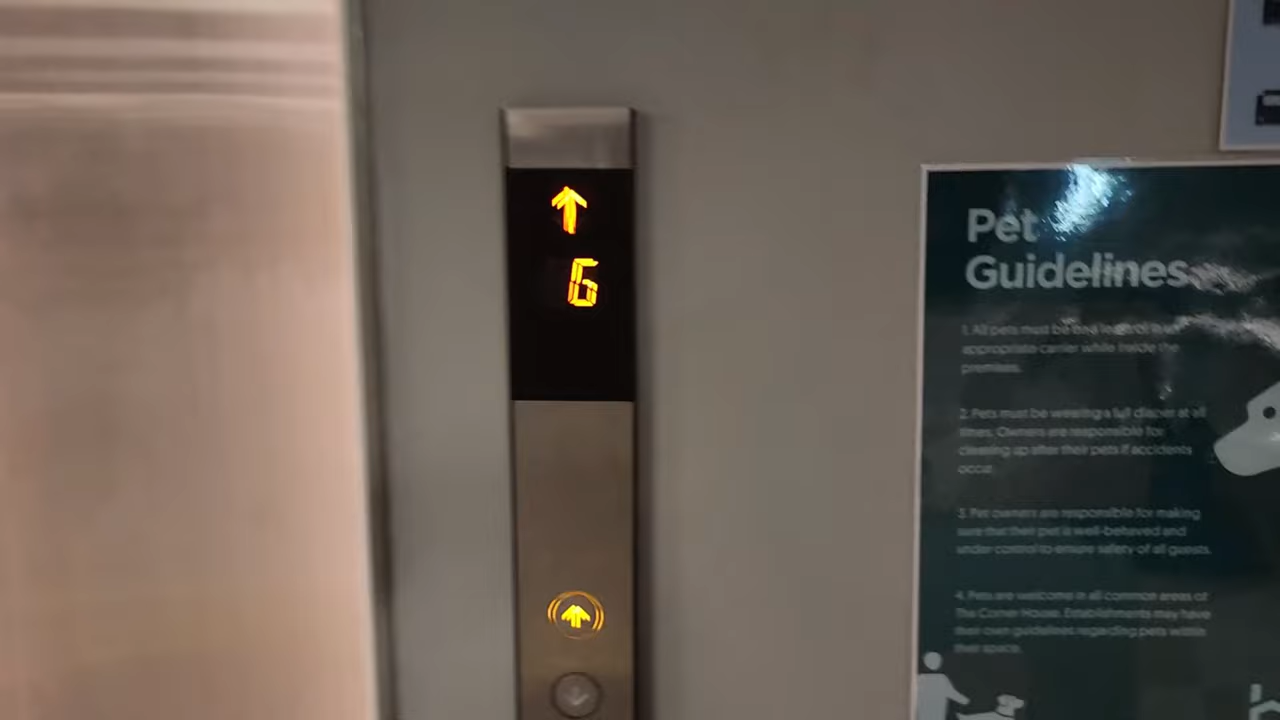 6
Pet
Guidelines
1. All pets must be on a leash or in an
appropriate carrier while inside the
premises.
2. Pets must be wearing a full diaper at all
times. Owners are responsible for
cleaning up after their pets if accidents
occur.
3. Pet owners are responsible for making
sure that their pet is well-behaved and
under control to ensure safety of all guests.
4. Pets are welcome in all common areas of
The House. Establishments may have
their own guidelines regarding pets within
their space.